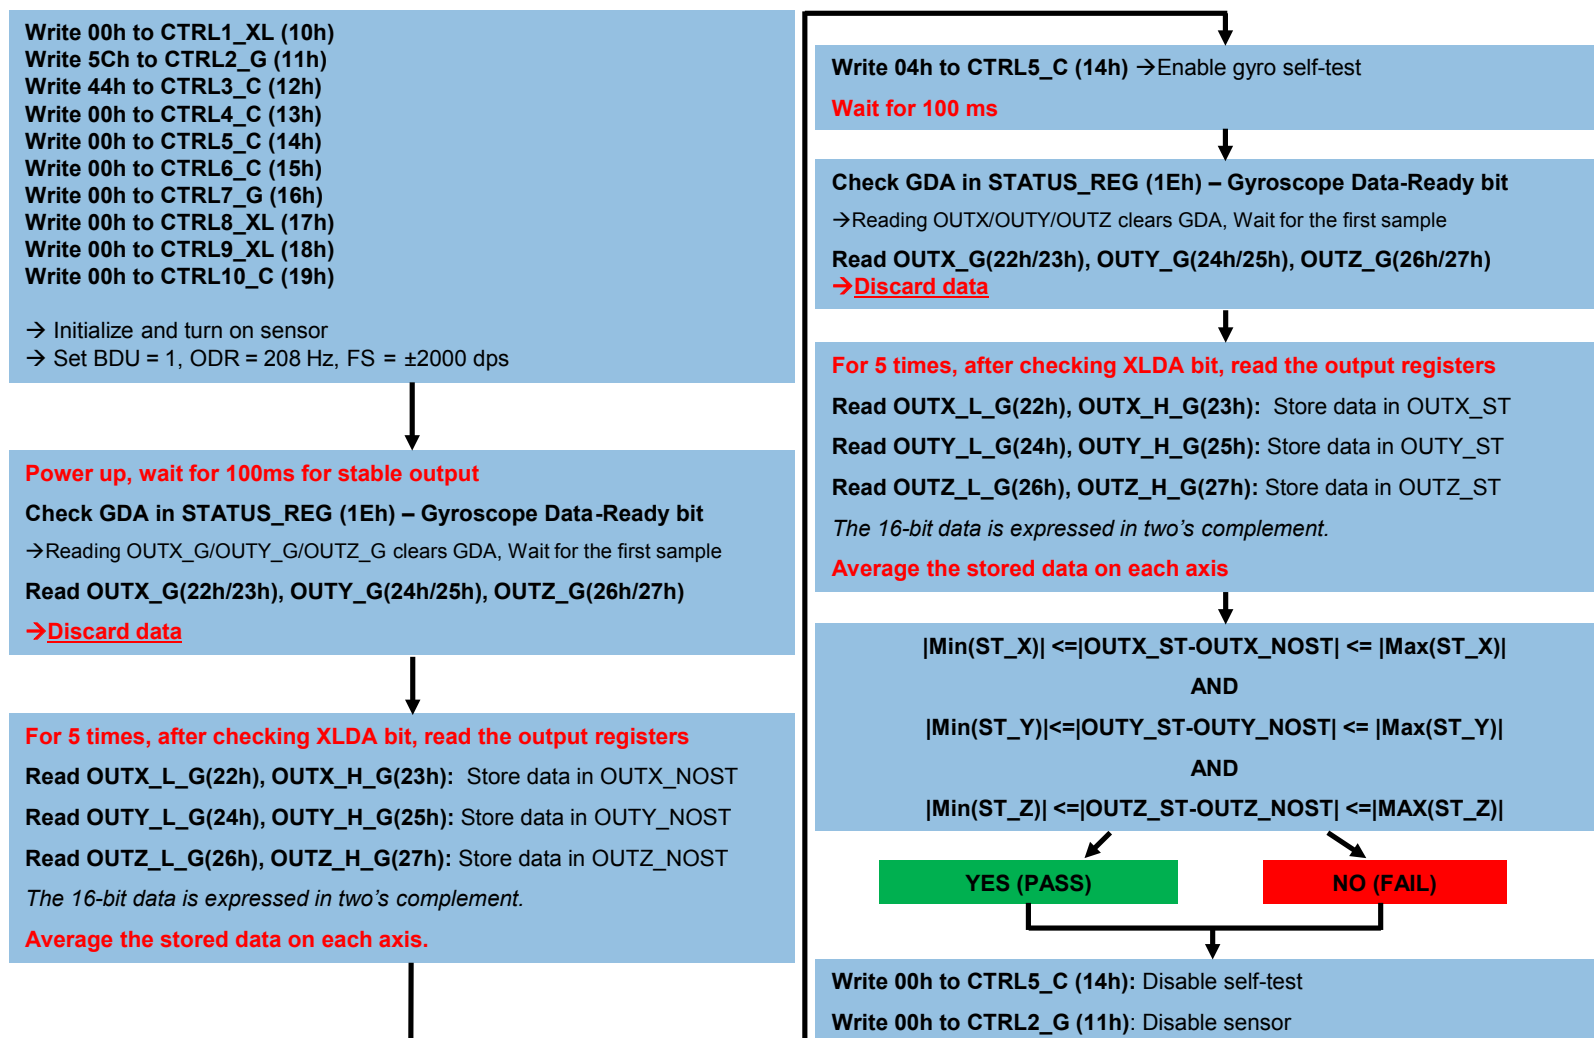 Write 00h to CTRL1_XL (10h)
Write 5Ch to CTRL2_G (11h)
Write 44h to CTRL3_C (12h)
Write 00h to CTRL4_C (13h)
Write 00h to CTRL5_C (14h)
Write 00h to CTRL6_C (15h)
Write 00h to CTRL7_G (16h)
Write 00h to CTRL8_XL (17h)
Write 00h to CTRL9_XL (18h)
Write 00h to CTRL10_C (19h)
→ Initialize and turn on sensor
→ Set BDU = 1, ODR = 208 Hz, FS = ±2000 dps
Power up, wait for 100ms for stable output
Check GDA in STATUS_REG (1Eh) – Gyroscope Data-Ready bit
→Reading OUTX_G/OUTY_G/OUTZ_G clears GDA, Wait for the first sample
Read OUTX_G(22h/23h), OUTY_G(24h/25h), OUTZ_G(26h/27h)
→Discard data
For 5 times, after checking XLDA bit, read the output registers
Read OUTX_L_G(22h), OUTX_H_G(23h): Store data in OUTX_NOST
Read OUTY_L_G(24h), OUTY_H_G(25h): Store data in OUTY_NOST
Read OUTZ_L_G(26h), OUTZ_H_G(27h): Store data in OUTZ_NOST
The 16-bit data is expressed in two’s complement.
Average the stored data on each axis.
Write 04h to CTRL5_C (14h) →Enable gyro self-test
Wait for 100 ms
Check GDA in STATUS_REG (1Eh) – Gyroscope Data-Ready bit
→Reading OUTX/OUTY/OUTZ clears GDA, Wait for the first sample
Read OUTX_G(22h/23h), OUTY_G(24h/25h), OUTZ_G(26h/27h)
→Discard data
For 5 times, after checking XLDA bit, read the output registers
Read OUTX_L_G(22h), OUTX_H_G(23h): Store data in OUTX_ST
Read OUTY_L_G(24h), OUTY_H_G(25h): Store data in OUTY_ST
Read OUTZ_L_G(26h), OUTZ_H_G(27h): Store data in OUTZ_ST
The 16-bit data is expressed in two’s complement.
Average the stored data on each axis
|Min(ST_X)| <=|OUTX_ST-OUTX_NOST| <= |Max(ST_X)|
AND
|Min(ST_Y)|<=|OUTY_ST-OUTY_NOST| <= |Max(ST_Y)|
AND
|Min(ST_Z)| <=|OUTZ_ST-OUTZ_NOST| <=|MAX(ST_Z)|
YES (PASS)
NO (FAIL)
Write 00h to CTRL5_C (14h): Disable self-test
Write 00h to CTRL2_G (11h): Disable sensor